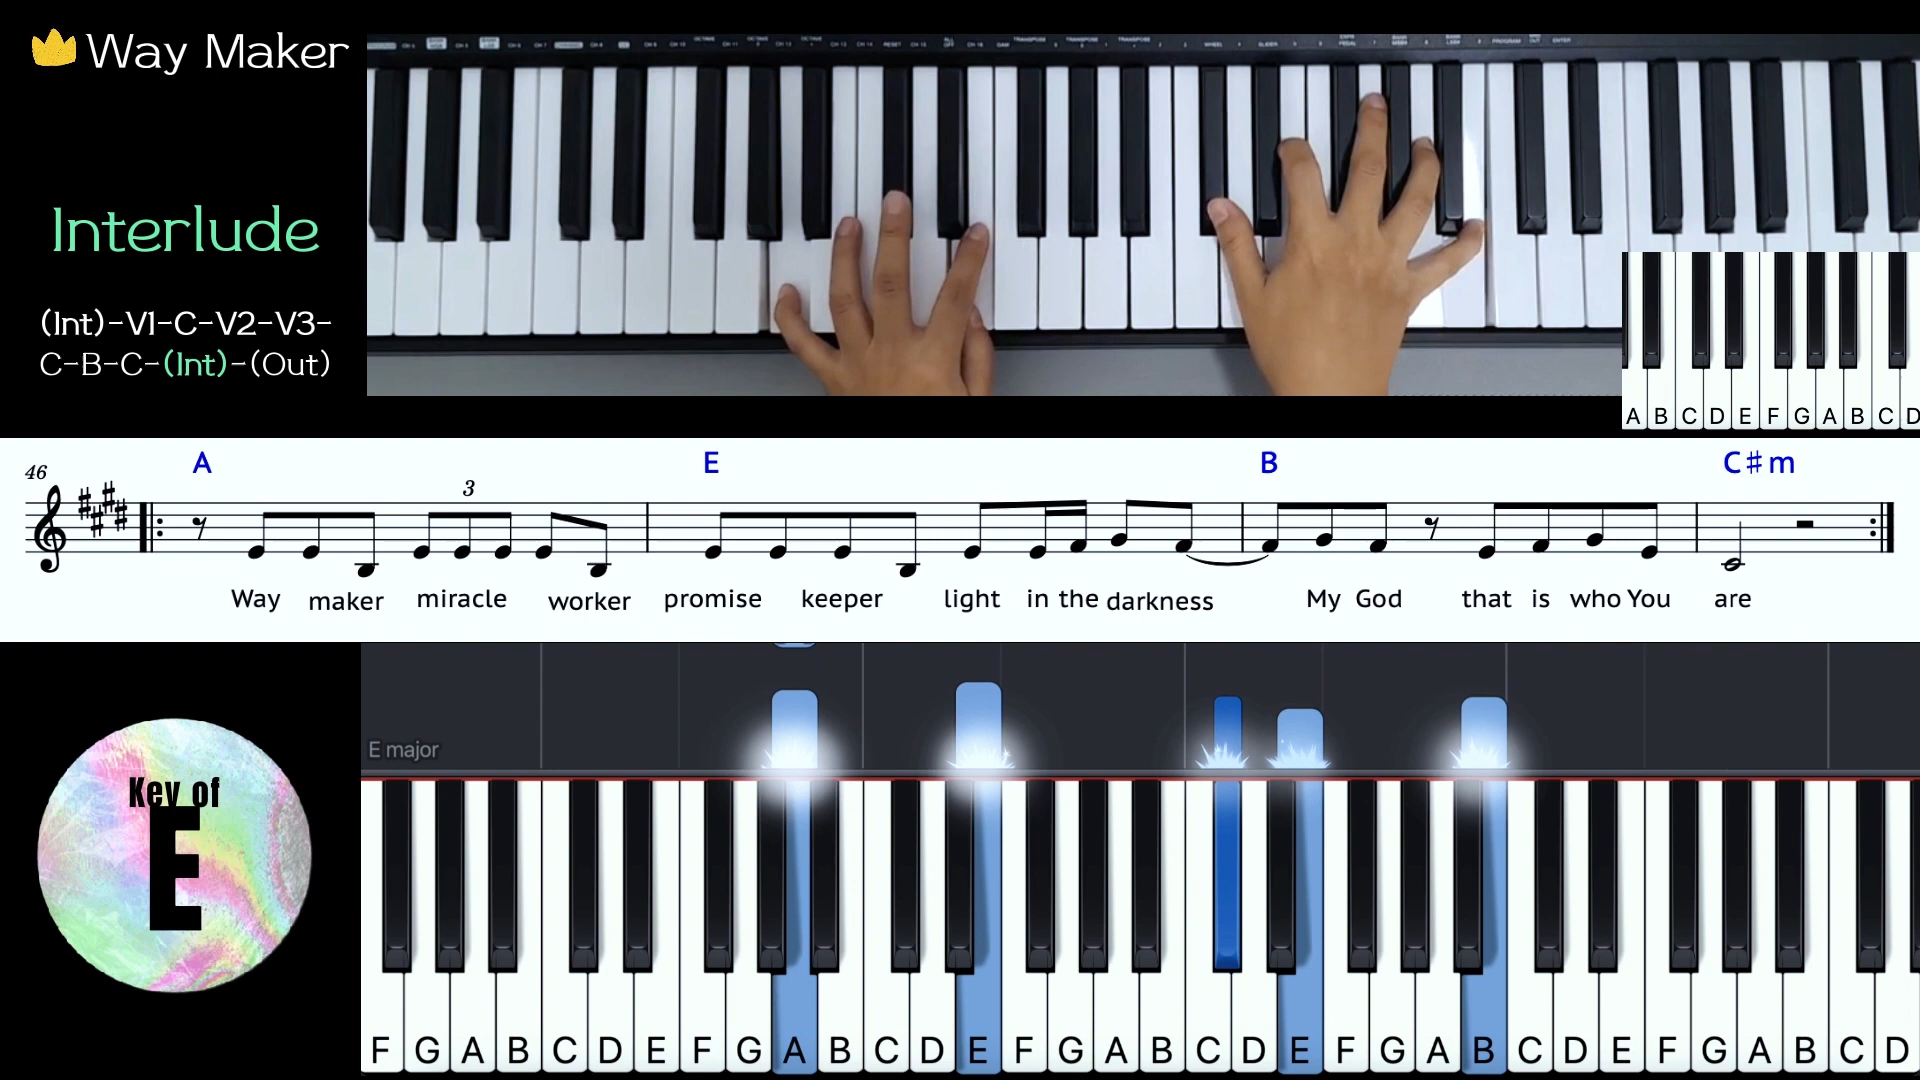 Way Maker
Interlude
(Int)-V1-C-V2-V3-
C-B-C-(Int)-(Out)
A B C D E F G A B C D
46
A E B C♯m
3
Way maker miracle worker promise keeper light in the darkness My God that is who You are
E major
Key of
E
F G A B C D E F G A B C D E F G A B C D E F G A B C D E F G A B C D